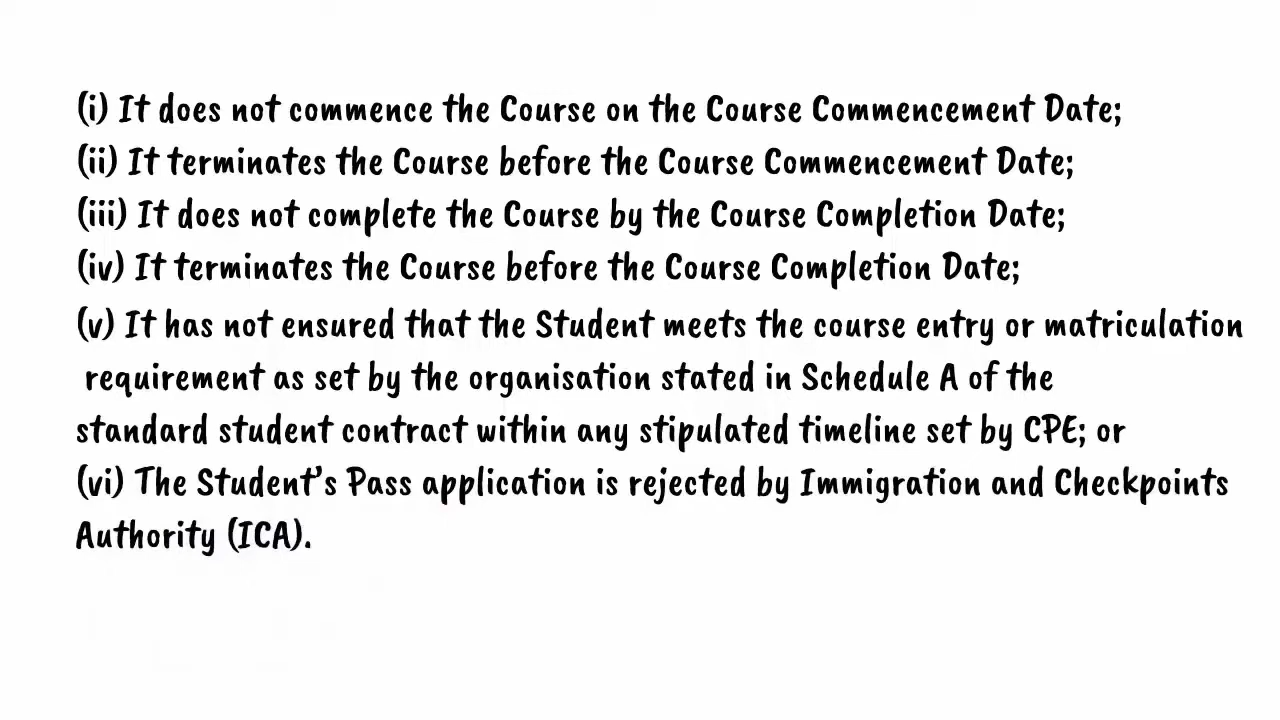 (i) It does not commence the Course on the Course Commencement Date;
(ii) It terminates the Course before the Course Commencement Date;
(iii) It does not complete the Course by the Course Completion Date;
(iv) It terminates the Course before the Course Completion Date;
(v) It has not ensured that the Student meets the course entry or matriculation
requirement as set by the organisation stated in Schedule A of the
standard student contract within any stipulated timeline set by CPE; or
(vi) The Student's Pass application is rejected by Immigration and Checkpoints
Authority (ICA).